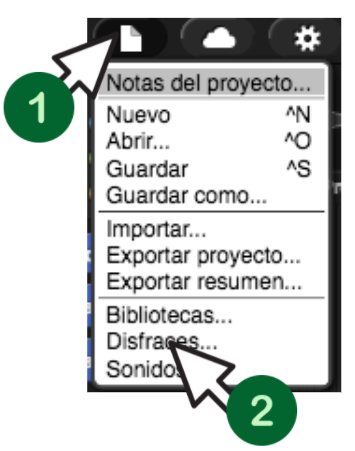 1
Notas del proyecto...
Nuevo ^N
Abrir... ^O
Guardar ^S
Guardar como...
Importar...
Exportar proyecto...
Exportar resumen...
Bibliotecas...
Disfraces...
Sonidos
2